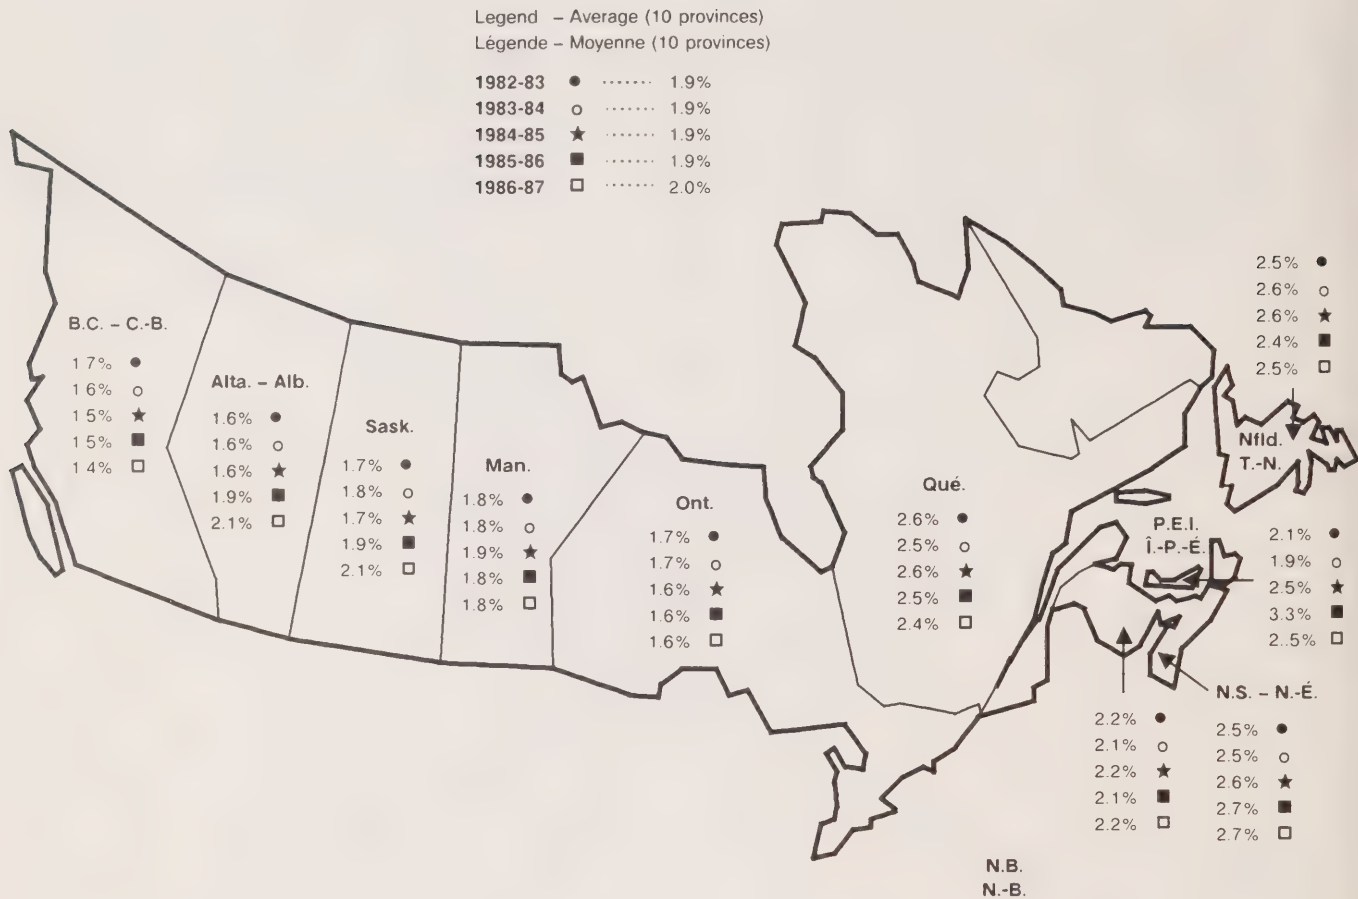 Legend – Average (10 provinces)
Légende – Moyenne (10 provinces)
1982-83 ● ······· 1.9%
1983-84 ○ ······· 1.9%
1984-85 ★ ······· 1.9%
1985-86 ■ ······· 1.9%
1986-87 □ ······· 2.0%
B.C. – C.-B.
1 7% ●
1 6% ○
1 5% ★
1 5% ■
1 4% □
Alta. – Alb.
1.6% ●
1.6% ○
1.6% ★
1.9% ■
2.1% □
Sask.
1.7% ●
1.8% ○
1.7% ★
1.9% ■
2.1% □
Man.
1.8% ●
1.8% ○
1.9% ★
1.8% ■
1.8% □
Ont.
1.7% ●
1.7% ○
1.6% ★
1.6% ■
1.6% □
Qué.
2.6% ●
2.5% ○
2.6% ★
2.5% ■
2.4% □
2.5% ●
2.6% ○
2.6% ★
2.4% ■
2.5% □
Nfld.
T.-N.
P.E.I.
Î.-P.-É.
2.1% ●
1.9% ○
2.5% ★
3.3% ■
2..5% □
N.S. – N.-É.
2.5% ●
2.5% ○
2.6% ★
2.7% ■
2.7% □
2.2% ●
2.1% ○
2.2% ★
2.1% ■
2.2% □
N.B.
N.-B.